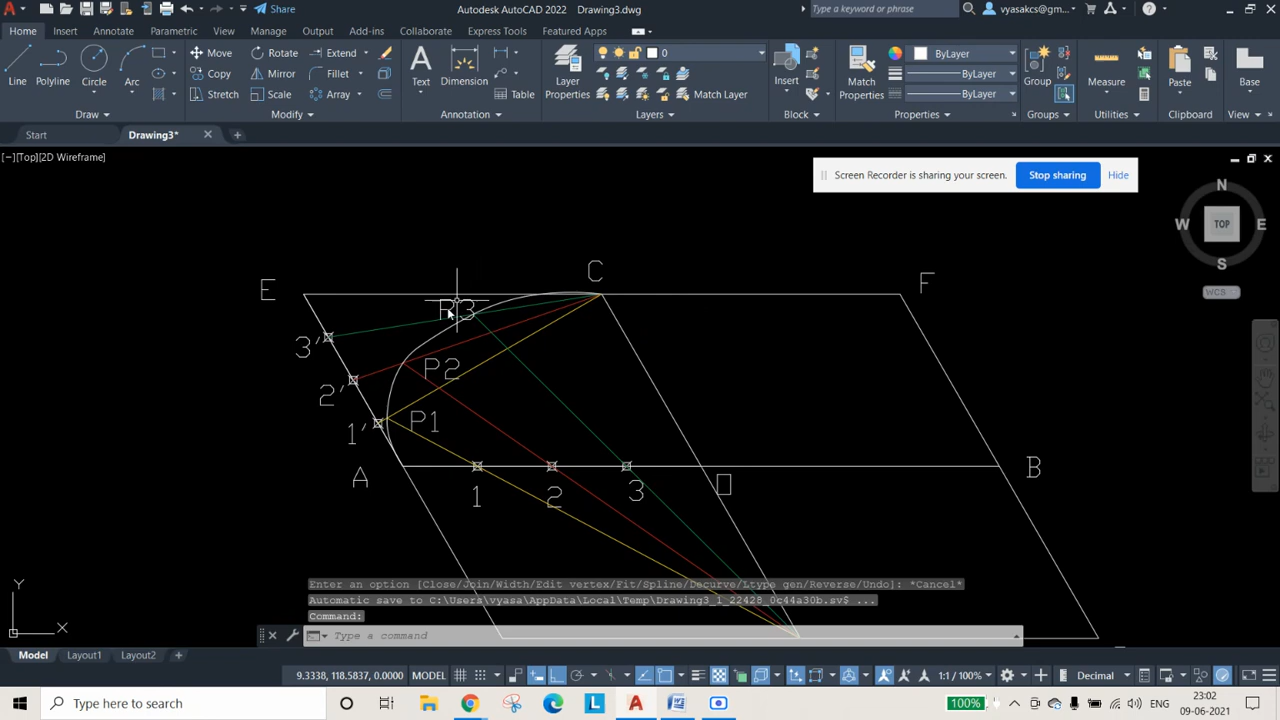 Share
Autodesk AutoCAD 2022 Drawing3.dwg
Type a keyword or phrase
vyasakcs@gm...
Home Insert Annotate Parametric View Manage Output Add-ins Collaborate Express Tools Featured Apps
Line Polyline Circle Arc
Move Rotate Extend
Copy Mirror Fillet
Stretch Scale Array
Text Dimension Table
Layer Properties
0
Match Layer
Insert
Match Properties
ByLayer
ByLayer
ByLayer
Group
Measure
Paste
Base
Draw Modify Annotation Layers Block Properties Groups Utilities Clipboard View
Start Drawing3*
[−][Top][2D Wireframe]
Screen Recorder is sharing your screen. Stop sharing Hide
N
W TOP E
S
WCS
E C F
P3
3'
P2
2'
P1
1'
A B
1 2 3 O
Enter an option [Close/Join/Width/Edit vertex/Fit/Spline/Decurve/Ltype gen/Reverse/Undo]: *Cancel*
Automatic save to C:\Users\vyasa\AppData\Local\Temp\Drawing3_1_22428_0c44a30b.sv$ ...
Command:
Type a command
Y
X
Model Layout1 Layout2
9.3338, 118.5837, 0.0000 MODEL 1:1 / 100% Decimal
Type here to search
100%
ENG
23:02
09-06-2021